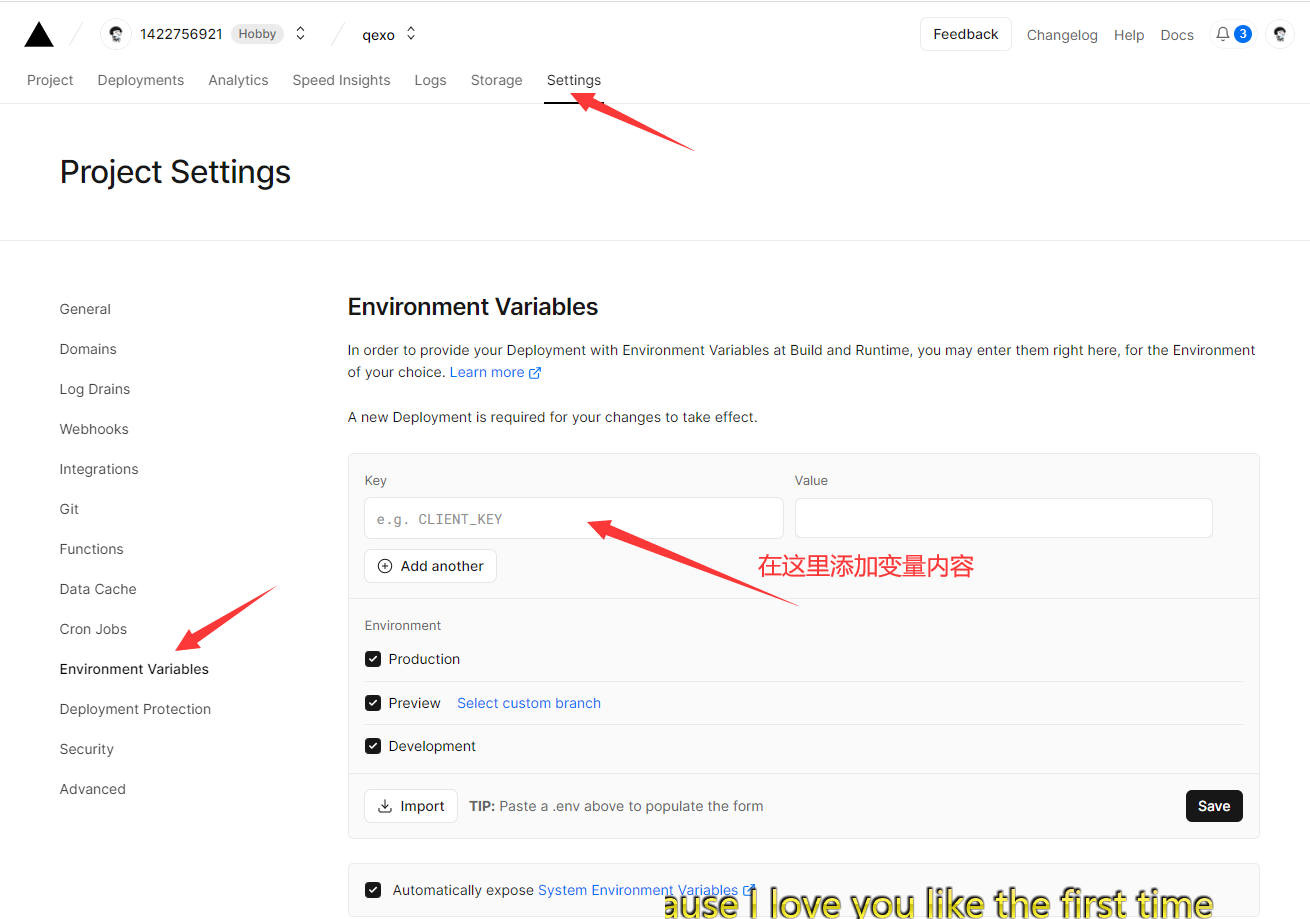 1422756921 Hobby qexo Feedback Changelog Help Docs 3
Project Deployments Analytics Speed Insights Logs Storage Settings
Project Settings
General
Domains
Log Drains
Webhooks
Integrations
Git
Functions
Data Cache
Cron Jobs
Environment Variables
Deployment Protection
Security
Advanced
Environment Variables
In order to provide your Deployment with Environment Variables at Build and Runtime, you may enter them right here, for the Environment
of your choice. Learn more
A new Deployment is required for your changes to take effect.
Key Value
e.g. CLIENT_KEY
Add another
在这里添加变量内容
Environment
Production
Preview Select custom branch
Development
Import TIP: Paste a .env above to populate the form Save
Automatically expose System Environment Variables
ause I love you like the first time